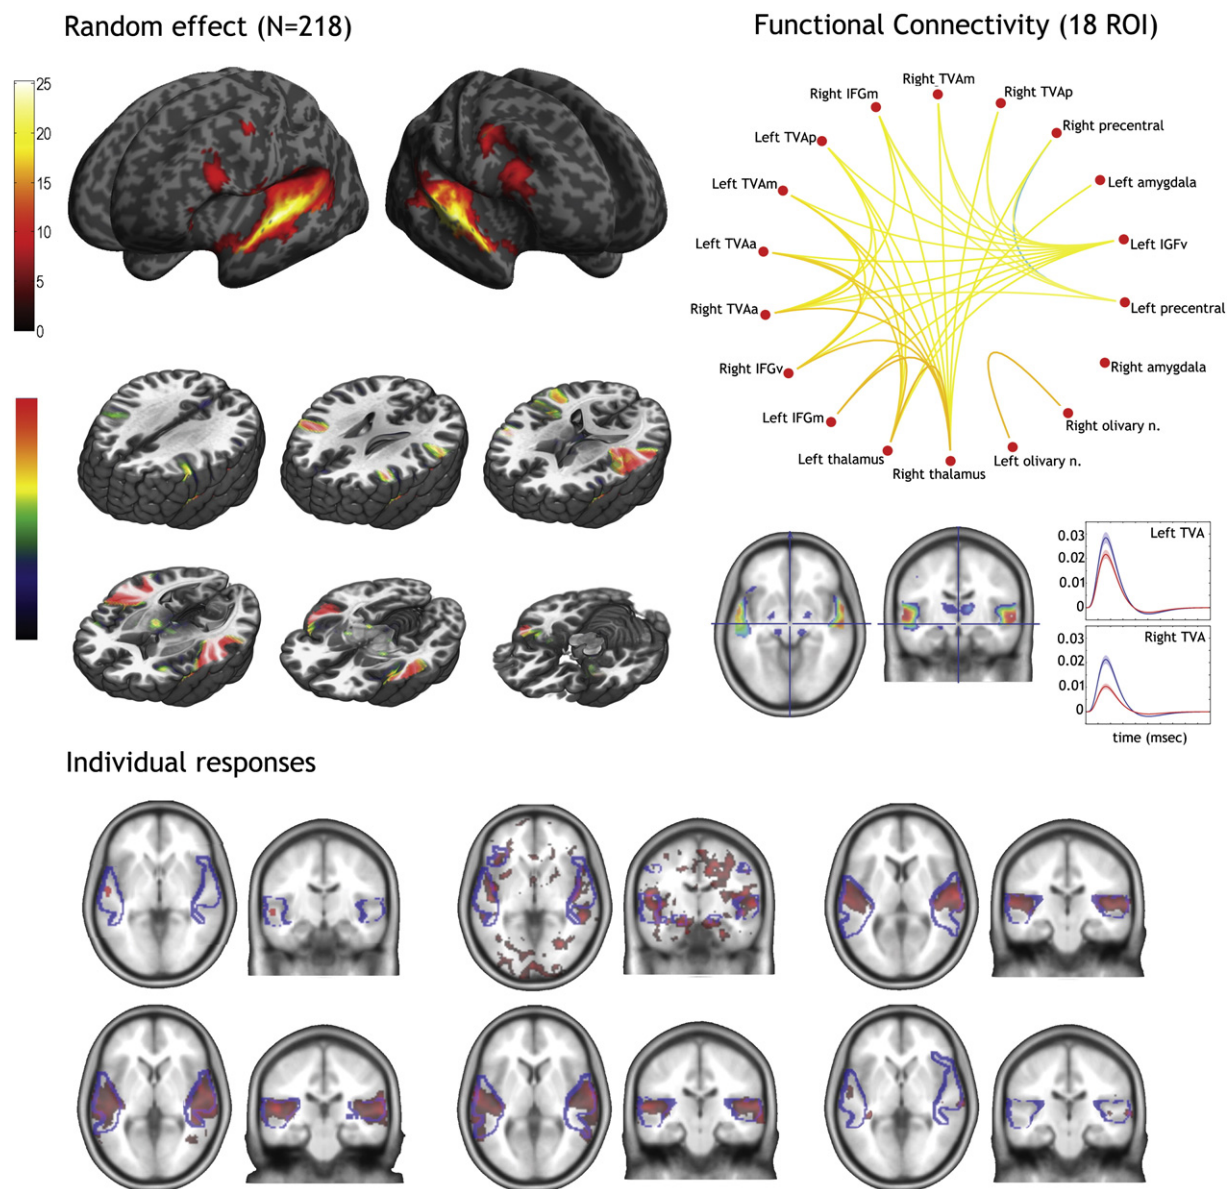 Random effect (N=218)
Functional Connectivity (18 ROI)
25
20
15
10
5
0
Right TVAm
Right IFGm
Right TVAp
Left TVAp
Right precentral
Left TVAm
Left amygdala
Left TVAa
Left IGFv
Right TVAa
Left precentral
Right IFGv
Right amygdala
Left IFGm
Right olivary n.
Left thalamus
Left olivary n.
Right thalamus
0.03
0.02
0.01
0
Left TVA
0.03
0.02
0.01
0
Right TVA
time (msec)
Individual responses